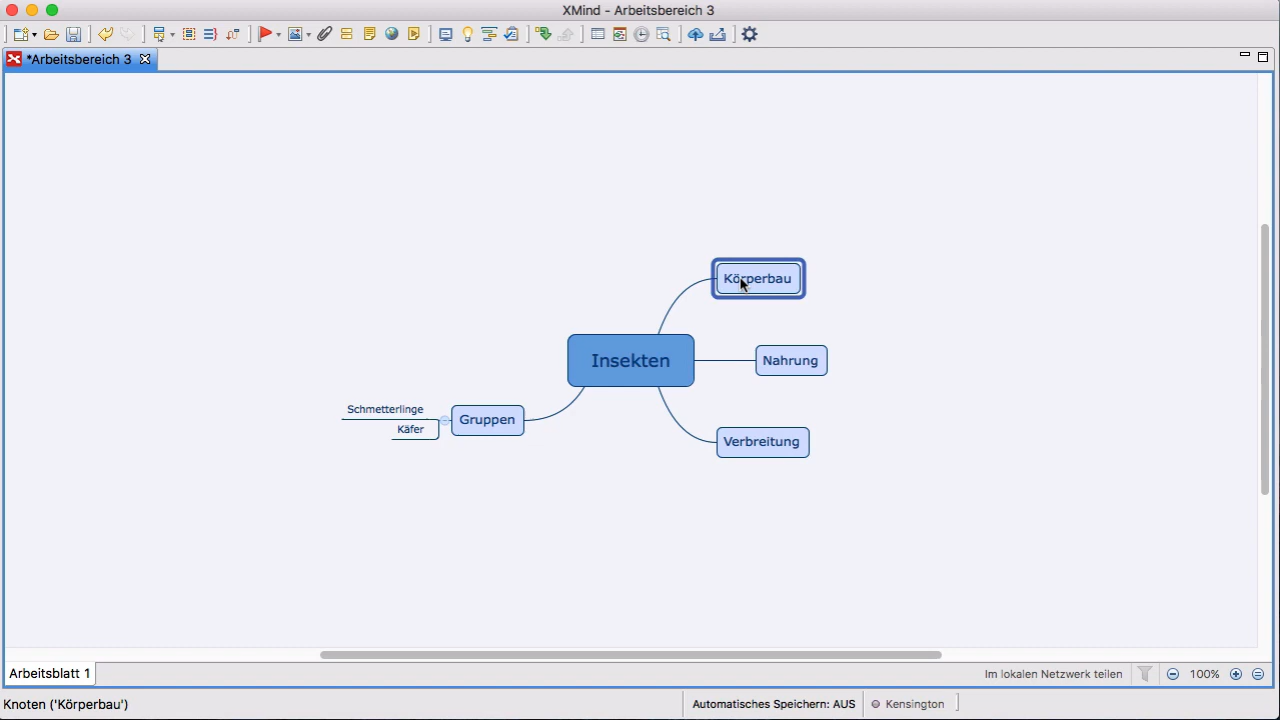 XMind - Arbeitsbereich 3
*Arbeitsbereich 3
Körperbau
Insekten
Nahrung
Schmetterlinge
Gruppen
Käfer
Verbreitung
Arbeitsblatt 1
Im lokalen Netzwerk teilen
100%
Knoten ('Körperbau')
Automatisches Speichern: AUS
Kensington